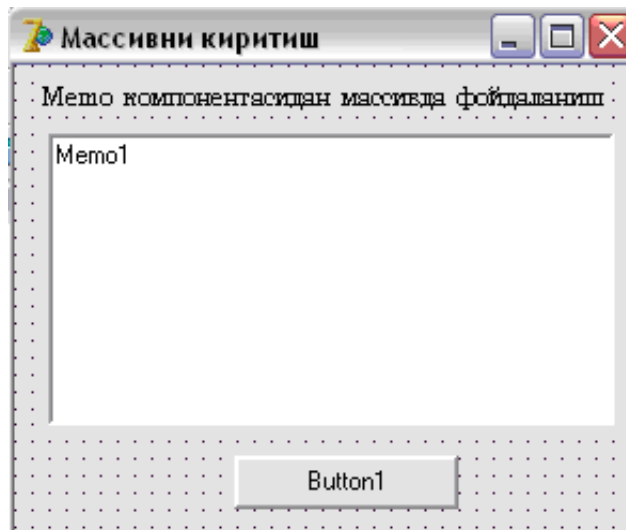 Массивни киритиш
Memo компонентасидан массивда фойдаланиш
Memo1
Button1